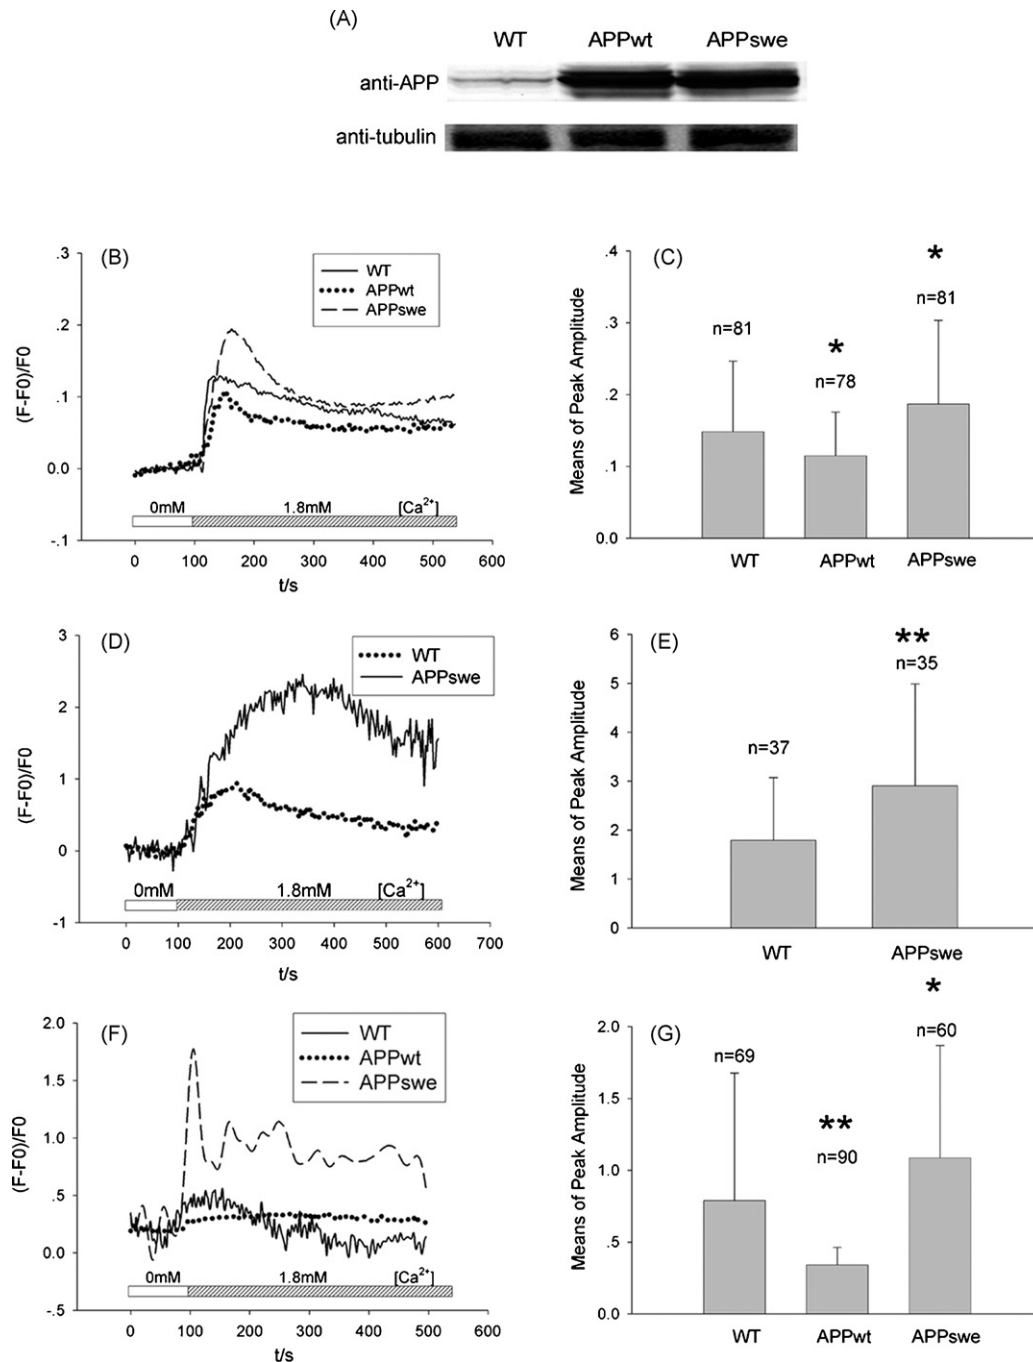 (A)
WT APPwt APPswe
anti-APP
anti-tubulin
(B)
.3
.2
.1
0.0
-.1
(F-F0)/F0
WT
APPwt
APPswe
0mM 1.8mM [Ca²⁺]
0 100 200 300 400 500 600
t/s
(C)
.4
.3
.2
.1
0.0
Means of Peak Amplitude
n=81
*
n=78
*
n=81
WT APPwt APPswe
(D)
3
2
1
0
-1
(F-F0)/F0
WT
APPswe
0mM 1.8mM [Ca²⁺]
0 100 200 300 400 500 600 700
t/s
(E)
6
5
4
3
2
1
0
Means of Peak Amplitude
n=37
**
n=35
WT APPswe
(F)
2.0
1.5
1.0
.5
0.0
-.5
(F-F0)/F0
WT
APPwt
APPswe
0mM 1.8mM [Ca²⁺]
0 100 200 300 400 500 600
t/s
(G)
2.0
1.5
1.0
.5
0.0
Means of Peak Amplitude
n=69
**
n=90
*
n=60
WT APPwt APPswe